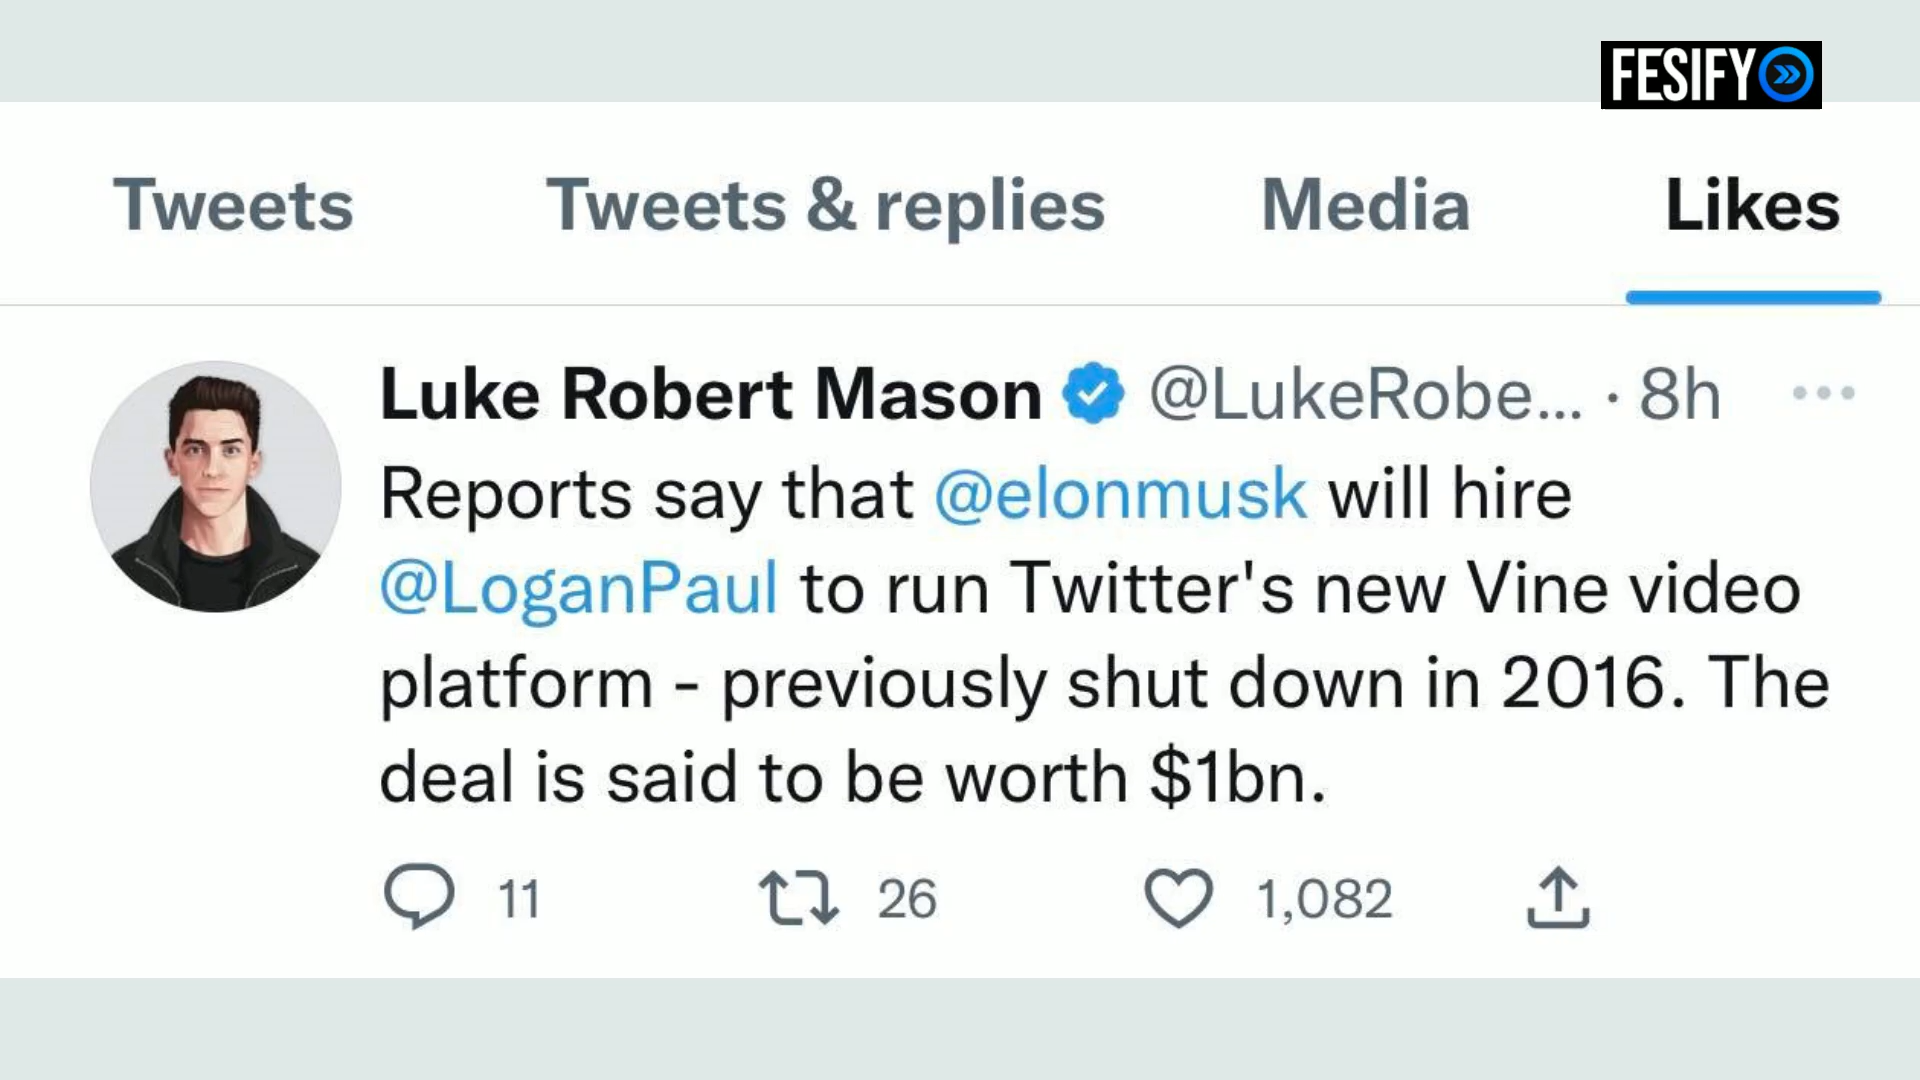 FESIFY
Tweets Tweets & replies Media Likes
Luke Robert Mason @LukeRobe... · 8h
Reports say that @elonmusk will hire
@LoganPaul to run Twitter's new Vine video
platform - previously shut down in 2016. The
deal is said to be worth $1bn.
11 26 1,082